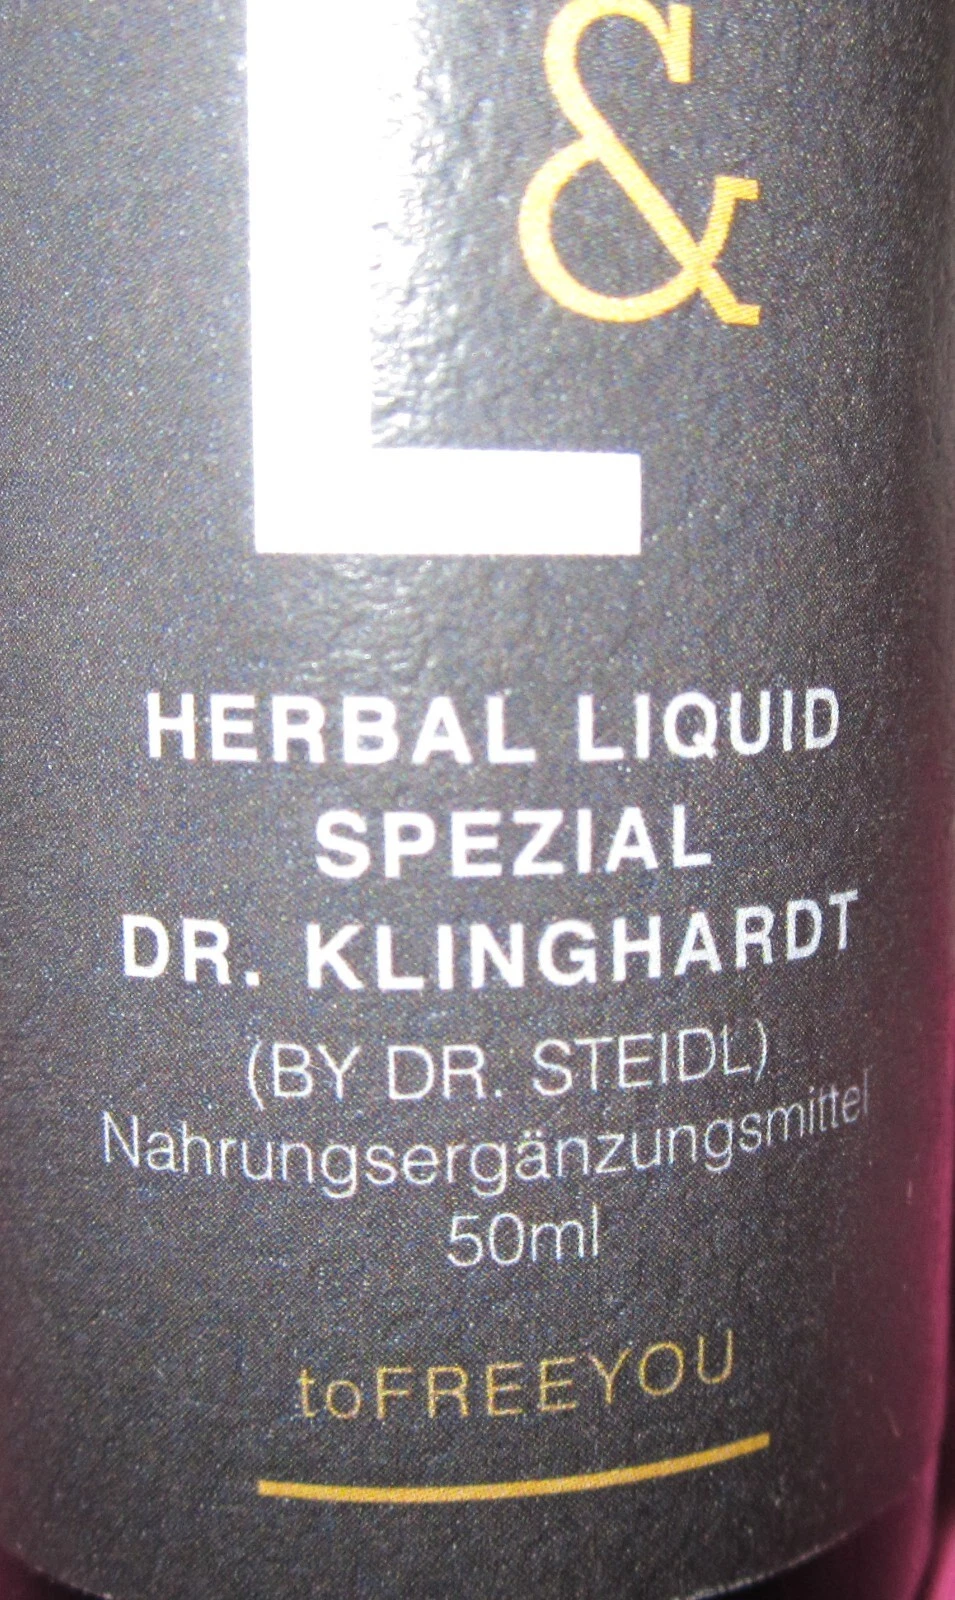 &
L
HERBAL LIQUID
SPEZIAL
DR. KLINGHARDT
(BY DR. STEIDL)
Nahrungsergänzungsmittel
50ml
toFREEYOU